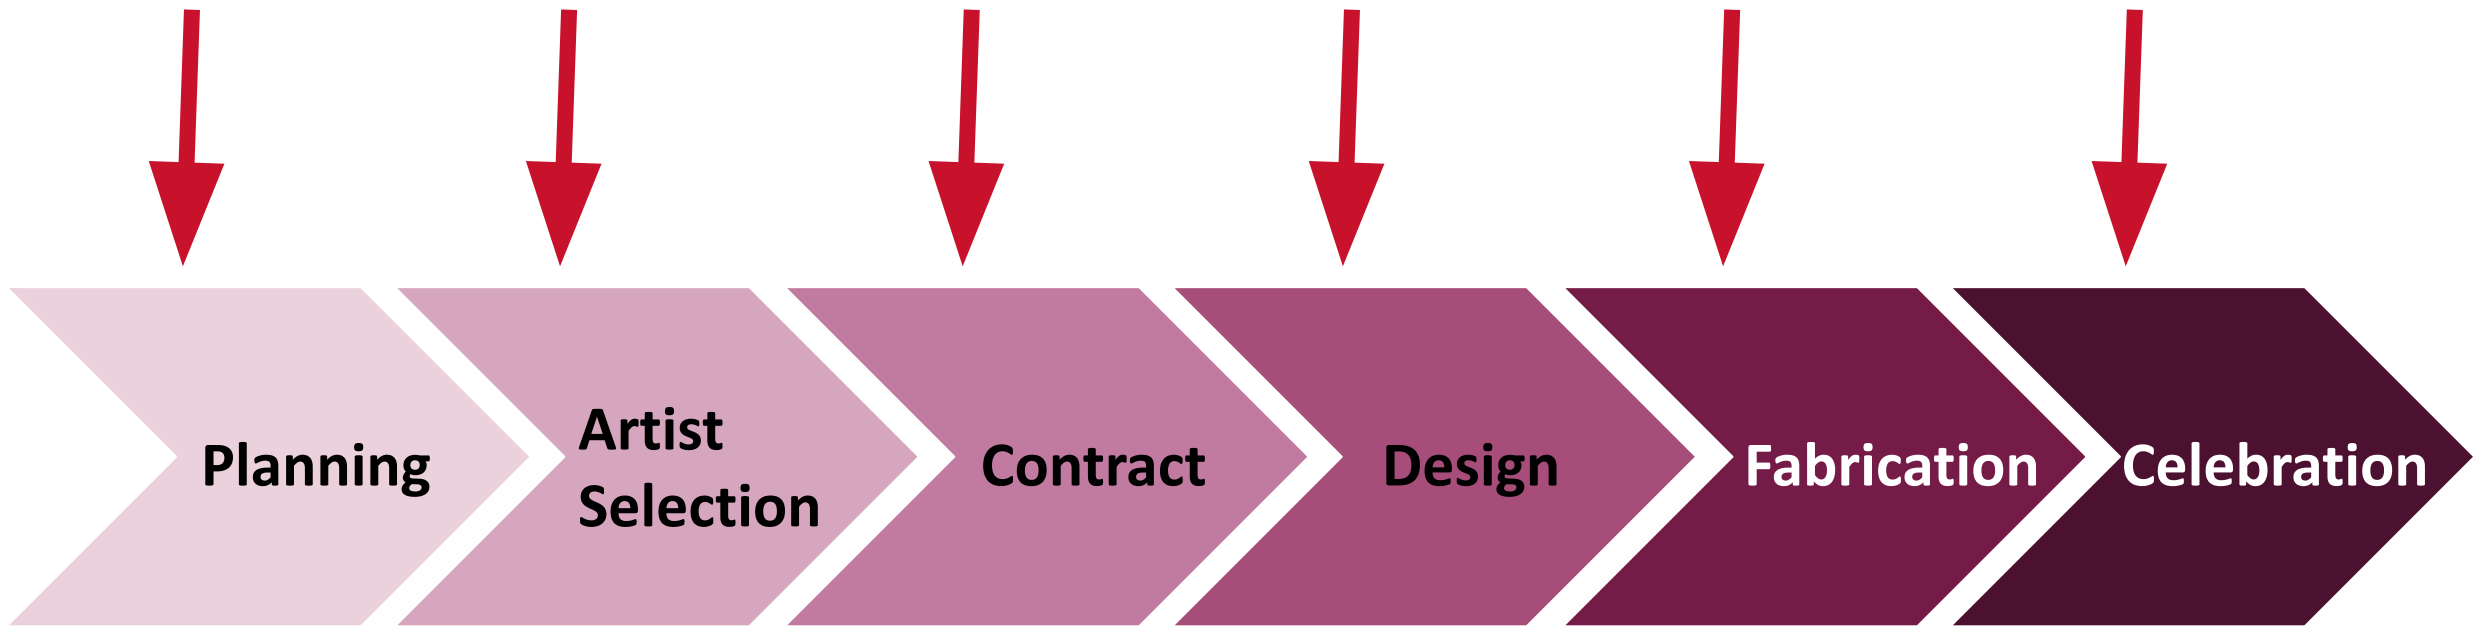 Planning
Artist
Selection
Contract
Design
Fabrication
Celebration